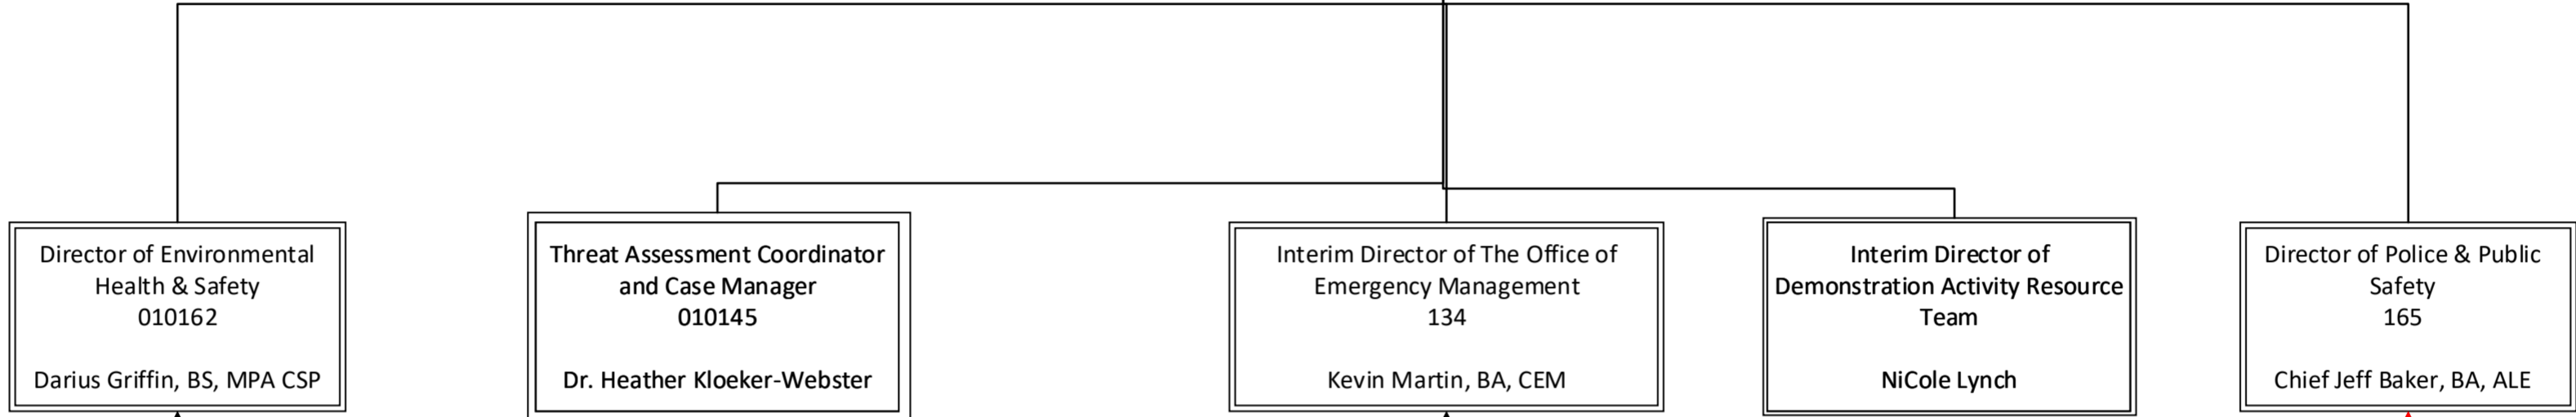 Director of Environmental
Health & Safety
010162
Darius Griffin, BS, MPA CSP
Threat Assessment Coordinator
and Case Manager
010145
Dr. Heather Kloeker-Webster
Interim Director of The Office of
Emergency Management
134
Kevin Martin, BA, CEM
Interim Director of
Demonstration Activity Resource
Team
NiCole Lynch
Director of Police & Public
Safety
165
Chief Jeff Baker, BA, ALE